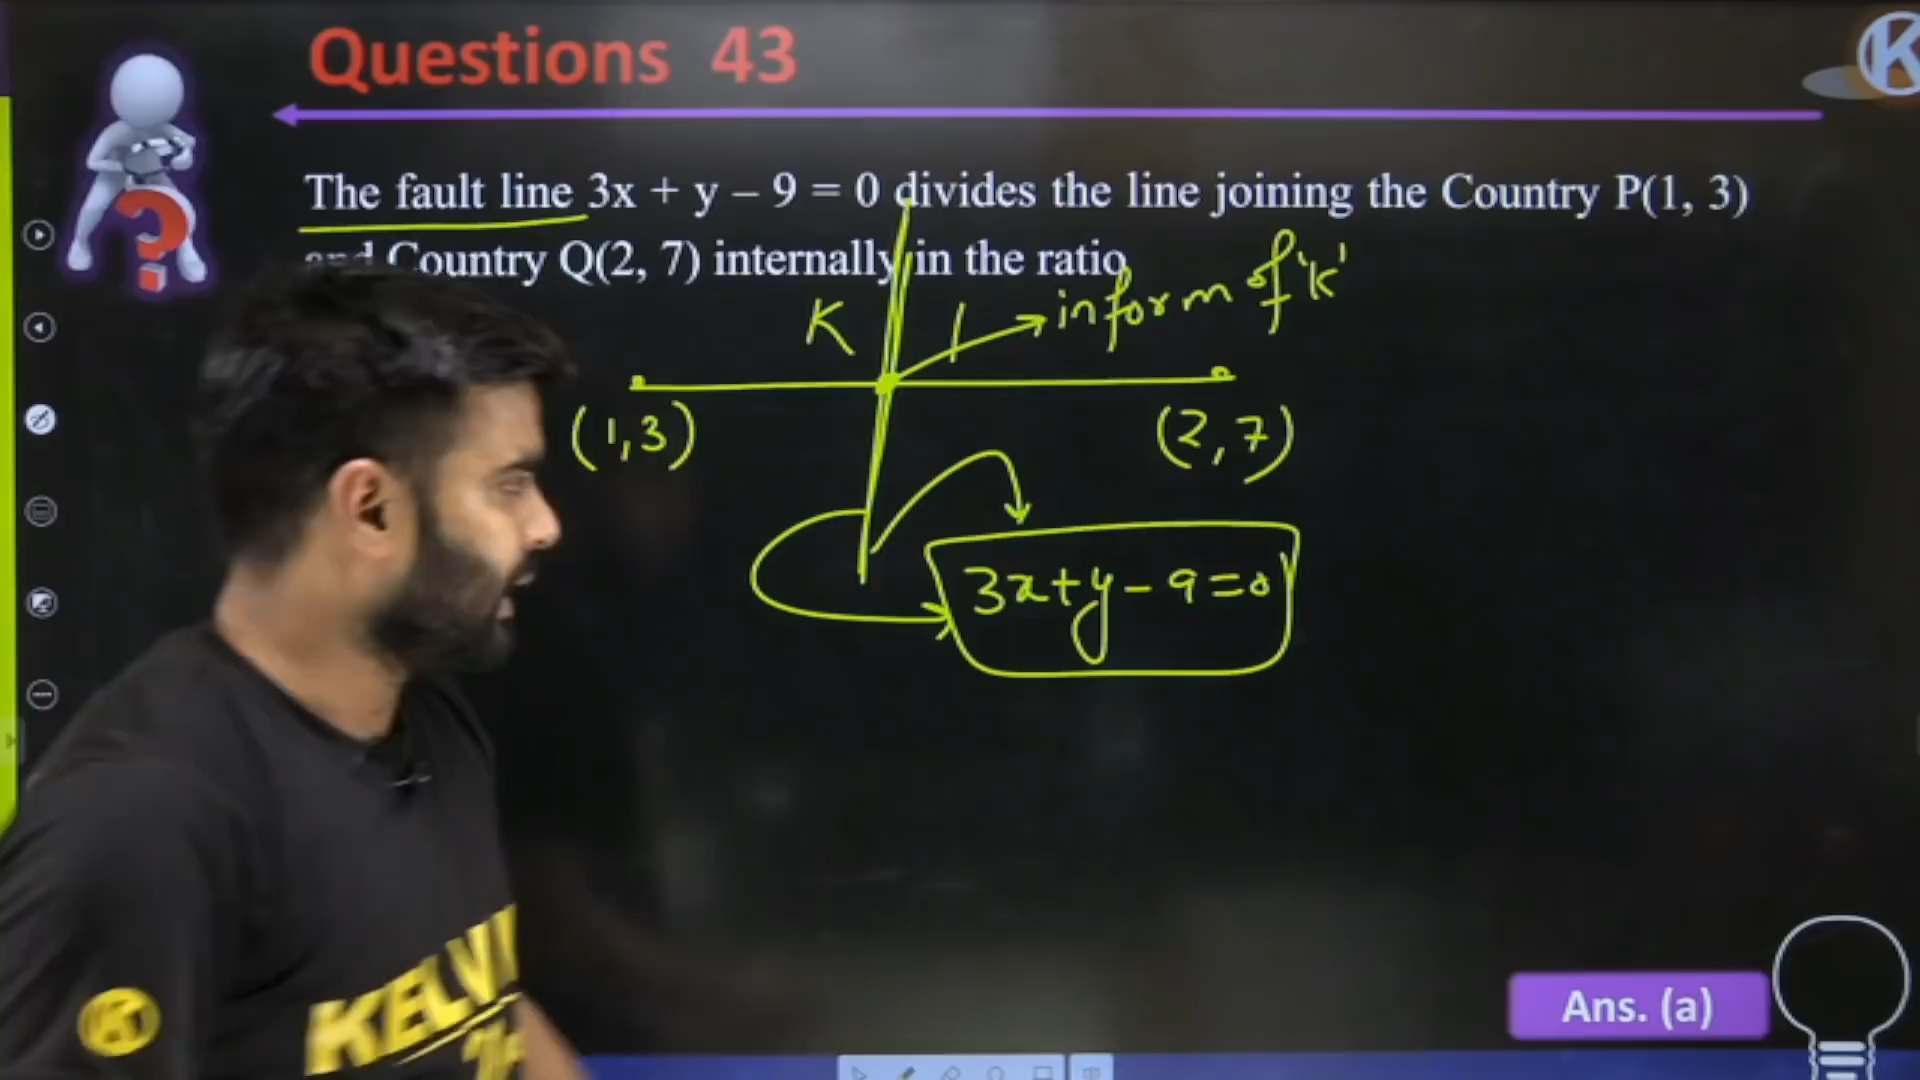 Questions 43
The fault line 3x + y – 9 = 0 divides the line joining the Country P(1, 3)
and Country Q(2, 7) internally in the ratio
K 1 → in form of 'K'
(1,3) (2,7)
3x+y-9=0
Ans. (a)
K
K